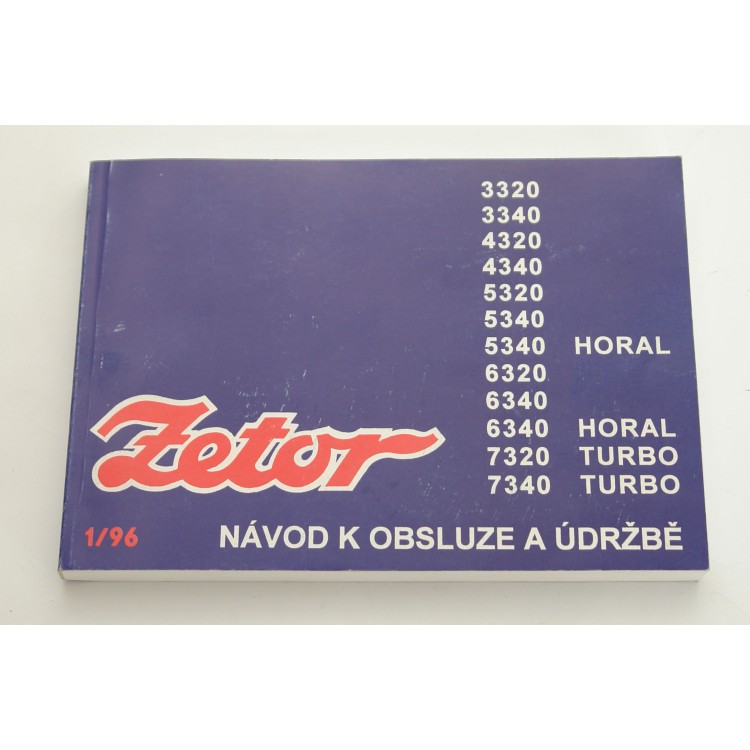 3320
3340
4320
4340
5320
5340
5340 HORAL
6320
6340
6340 HORAL
7320 TURBO
7340 TURBO
Zetor
1/96 NÁVOD K OBSLUZE A ÚDRŽBĚ